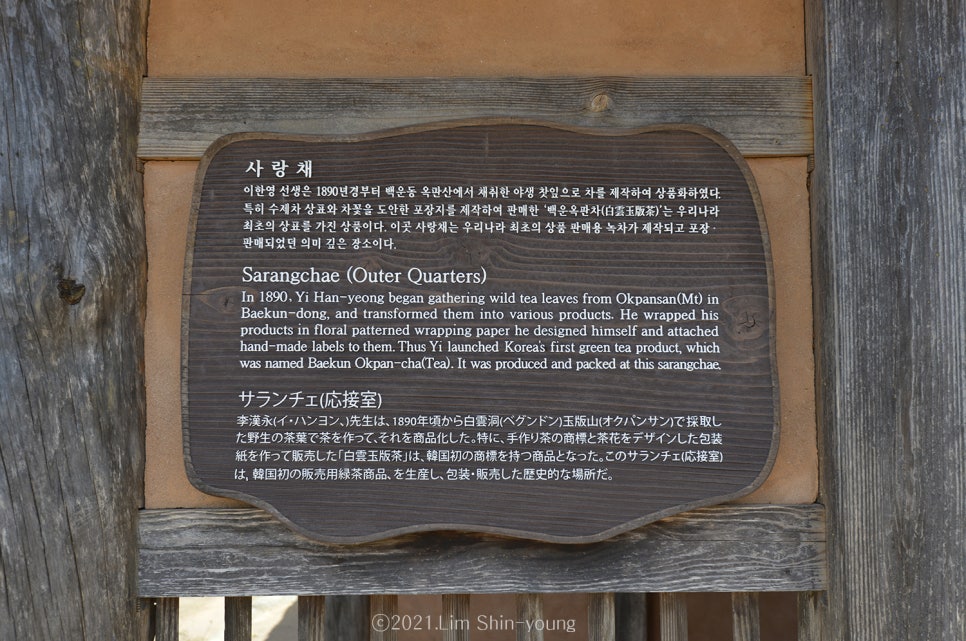 사랑채
이한영 선생은 1890년경부터 백운동 옥판산에서 채취한 야생 찻잎으로 차를 제작하여 상품화하였다.
특히 수제차 상표와 차꽃을 도안한 포장지를 제작하여 판매한 '백운옥판차(白雲玉版茶)'는 우리나라
최초의 상표를 가진 상품이다. 이곳 사랑채는 우리나라 최초의 상품 판매용 녹차가 제작되고 포장·
판매되었던 의미 깊은 장소이다.
Sarangchae (Outer Quarters)
In 1890, Yi Han-yeong began gathering wild tea leaves from Okpansan(Mt) in
Baekun-dong, and transformed them into various products. He wrapped his
products in floral patterned wrapping paper he designed himself and attached
hand-made labels to them. Thus Yi launched Korea's first green tea product, which
was named Baekun Okpan-cha(Tea). It was produced and packed at this sarangchae.
サランチェ(応接室)
李漢永(イ・ハンヨン、)先生は、1890年頃から白雲洞(ベグンドン)玉版山(オクパンサン)で採取し
た野生の茶葉で茶を作って、それを商品化した。特に、手作り茶の商標と茶花をデザインした包装
紙を作って販売した「白雲玉版茶」は、韓国初の商標を持つ商品となった。このサランチェ(応接室)
は, 韓国初の販売用緑茶商品、を生産し、包装・販売した歴史的な場所だ。
©2021.Lim Shin-young